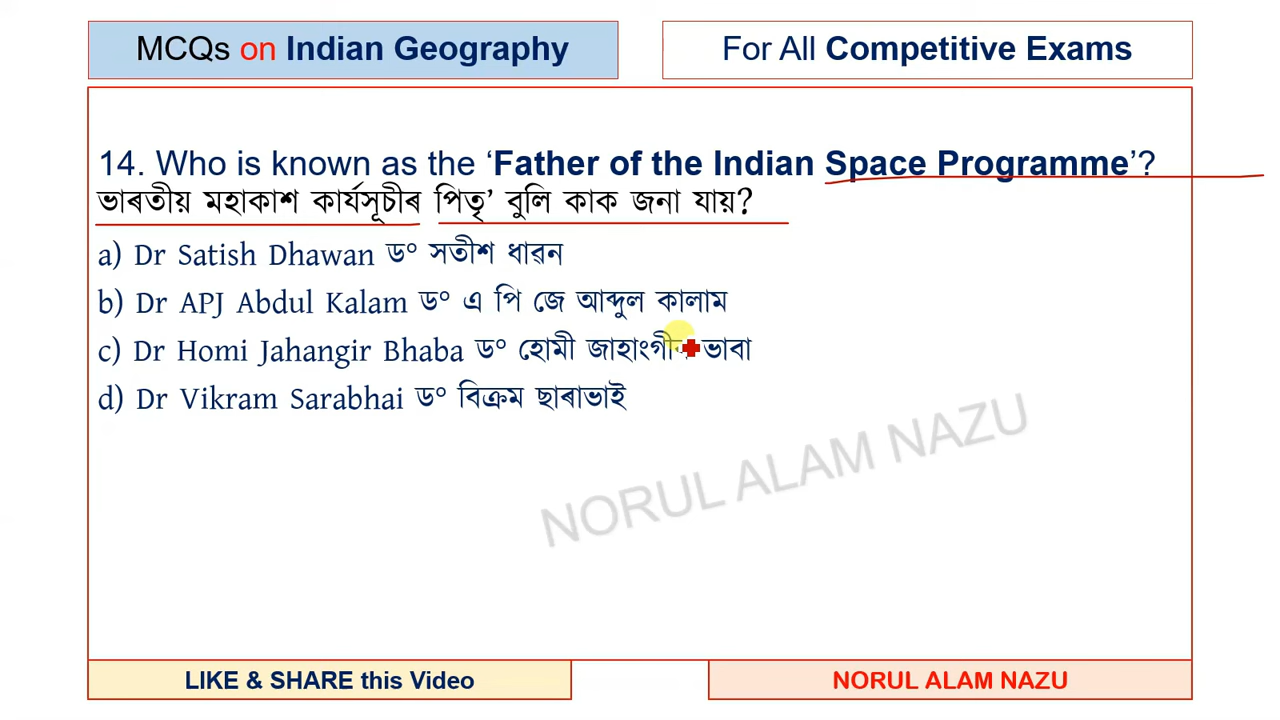 MCQs on Indian Geography
For All Competitive Exams
14. Who is known as the ‘Father of the Indian Space Programme’?
ভাৰতীয় মহাকাশ কাৰ্যসূচীৰ পিতৃ’ বুলি কাক জনা যায়?
a) Dr Satish Dhawan ড° সতীশ ধাৱন
b) Dr APJ Abdul Kalam ড° এ পি জে আব্দুল কালাম
c) Dr Homi Jahangir Bhaba ড° হোমী ভাবা
d) Dr Vikram Sarabhai ড° বিক্ৰম ছাৰাভাই
NORUL ALAM NAZU
LIKE & SHARE this Video
NORUL ALAM NAZU